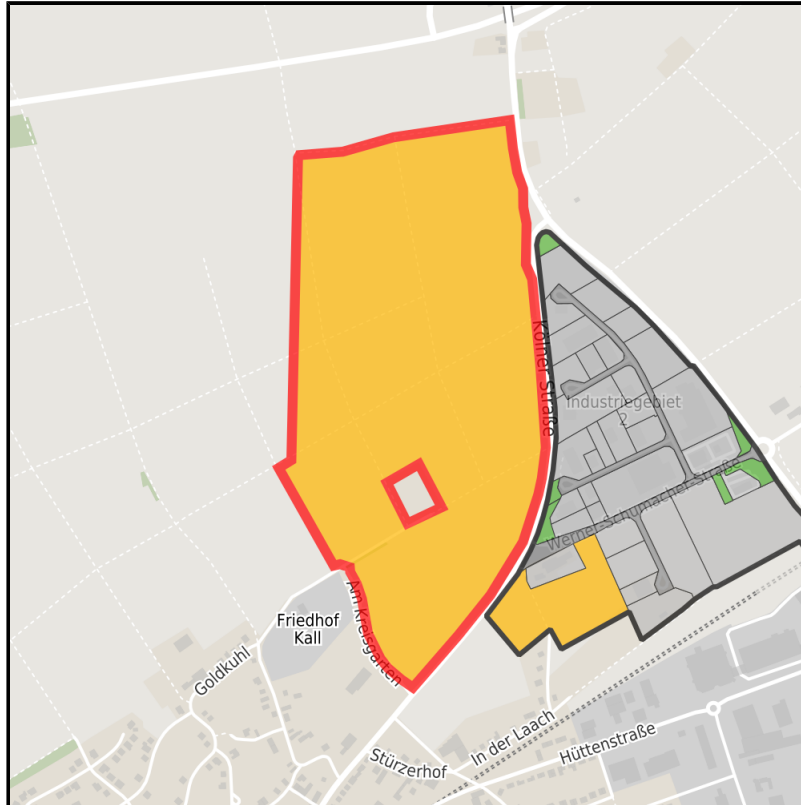 Kölner Straße
Industriegebiet
2
Werner-Schumacher-Straße
Am Kreisgarten
Friedhof
Kall
Goldkuhl
In der Laach
Hüttenstraße
Stürzerhof